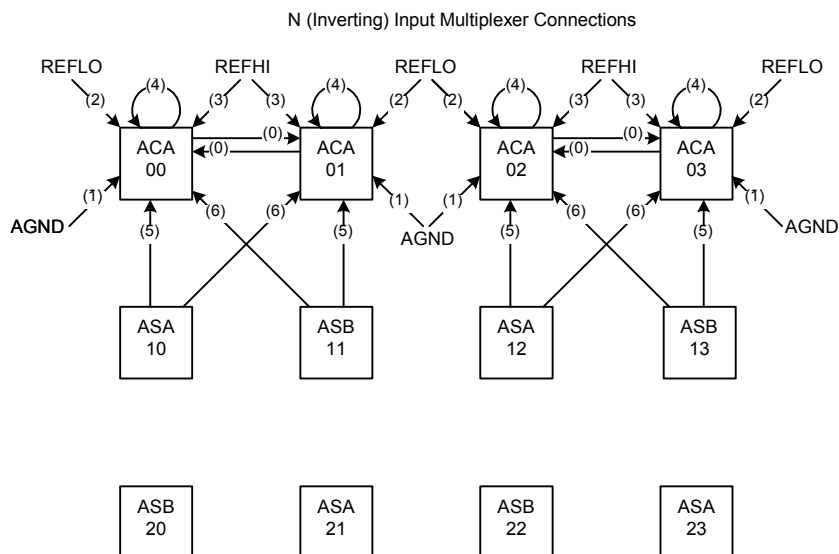 N (Inverting) Input Multiplexer Connections
REFLO REFHI REFLO REFHI REFLO
(4) (4) (4) (4)
(2) (3) (3) (2) (2) (3) (3) (2)
(0) (0)
ACA ACA ACA ACA
(0) (0)
00 01 02 03
(1) (1) (1) (1)
(6) (6) (6) (6)
AGND AGND AGND
(5) (5) (5) (5)
ASA ASB ASA ASB
10 11 12 13
ASB ASA ASB ASA
20 21 22 23